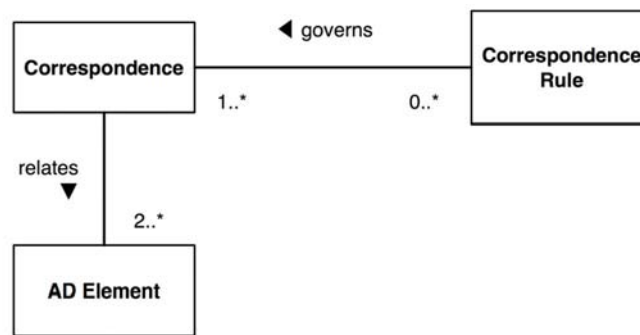 ◀ governs
Correspondence
Correspondence
Rule
1..*
0..*
relates
▼
2..*
AD Element